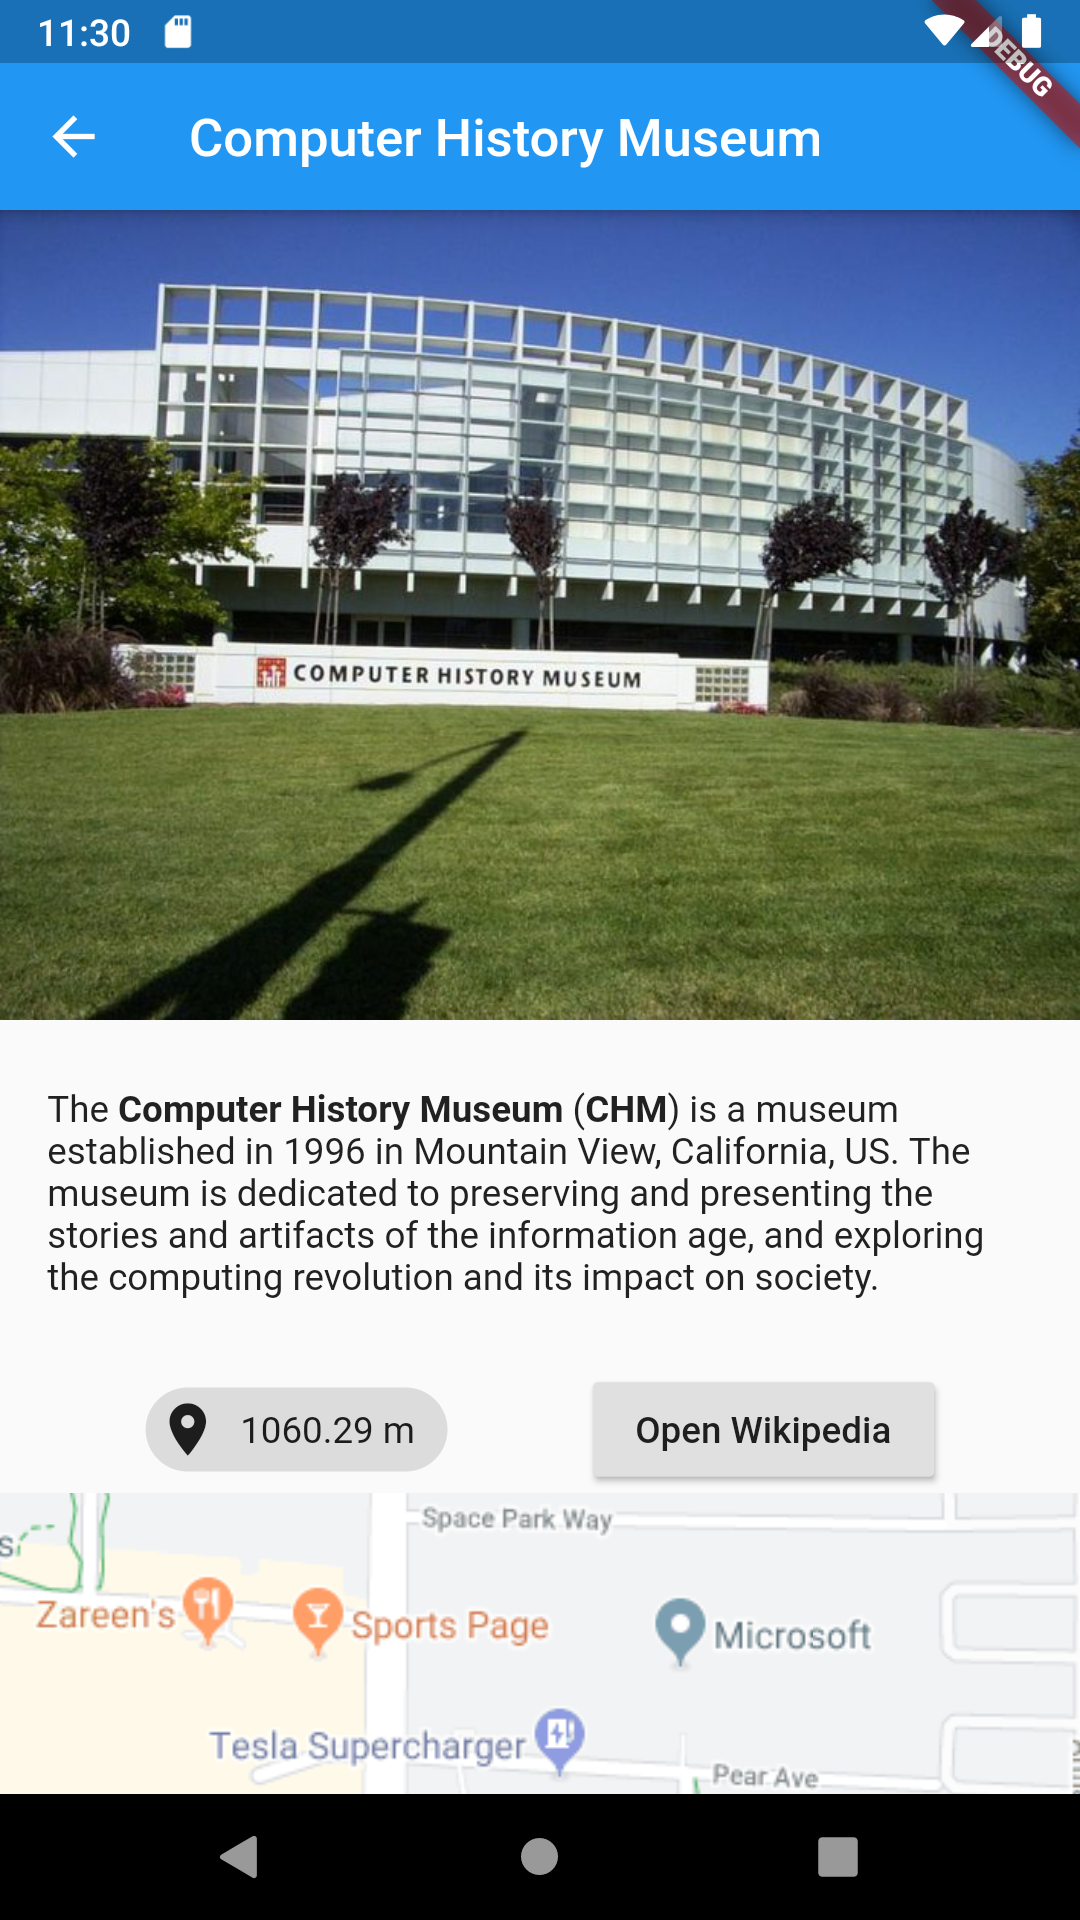 11:30
DEBUG
Computer History Museum
COMPUTER HISTORY MUSEUM
The Computer History Museum (CHM) is a museum
established in 1996 in Mountain View, California, US. The
museum is dedicated to preserving and presenting the
stories and artifacts of the information age, and exploring
the computing revolution and its impact on society.
1060.29 m
Open Wikipedia
Space Park Way
s
Zareen's
Sports Page
Microsoft
Tesla Supercharger
Pear Ave